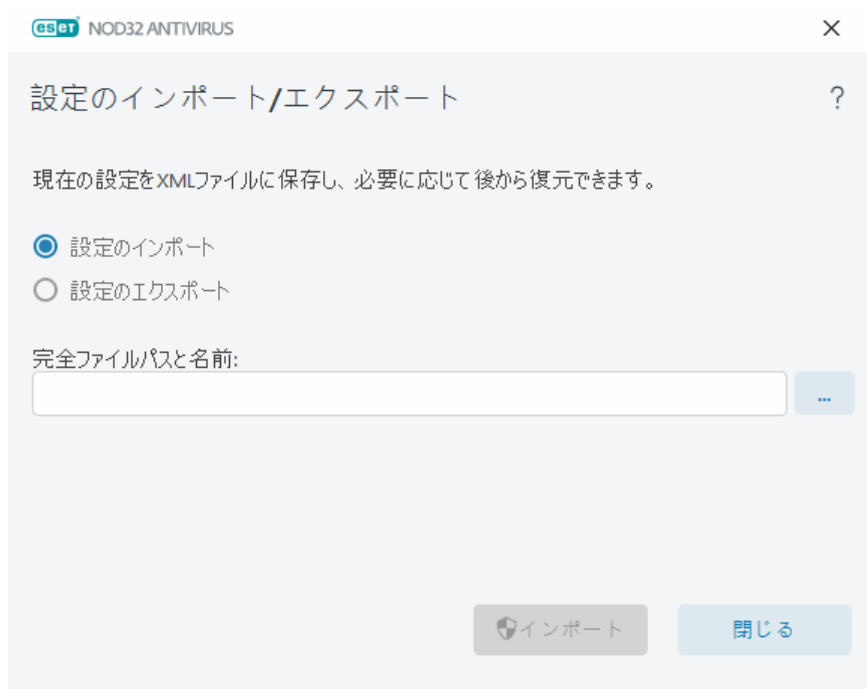 eset NOD32 ANTIVIRUS
設定のインポート/エクスポート
?
現在の設定をXMLファイルに保存し、必要に応じて後から復元できます。
設定のインポート
設定のエクスポート
完全ファイルパスと名前:
...
インポート 閉じる